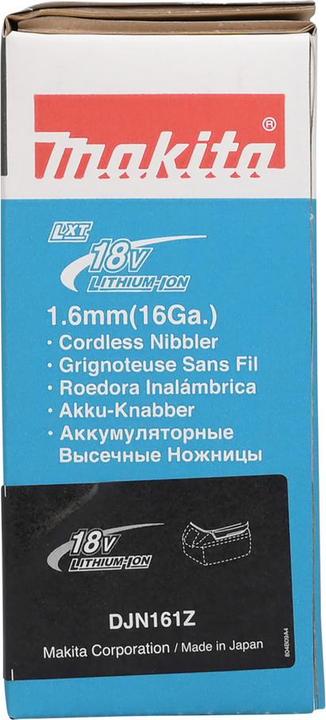 makita®
LXT
18V
LITHIUM-ION
1.6mm(16Ga.)
· Cordless Nibbler
· Grignoteuse Sans Fil
· Roedora Inalámbrica
· Akku-Knabber
· Аккумуляторные
Высечные Ножницы
18V
LITHIUM-ION
DJN161Z
Makita Corporation / Made in Japan
804B09A4